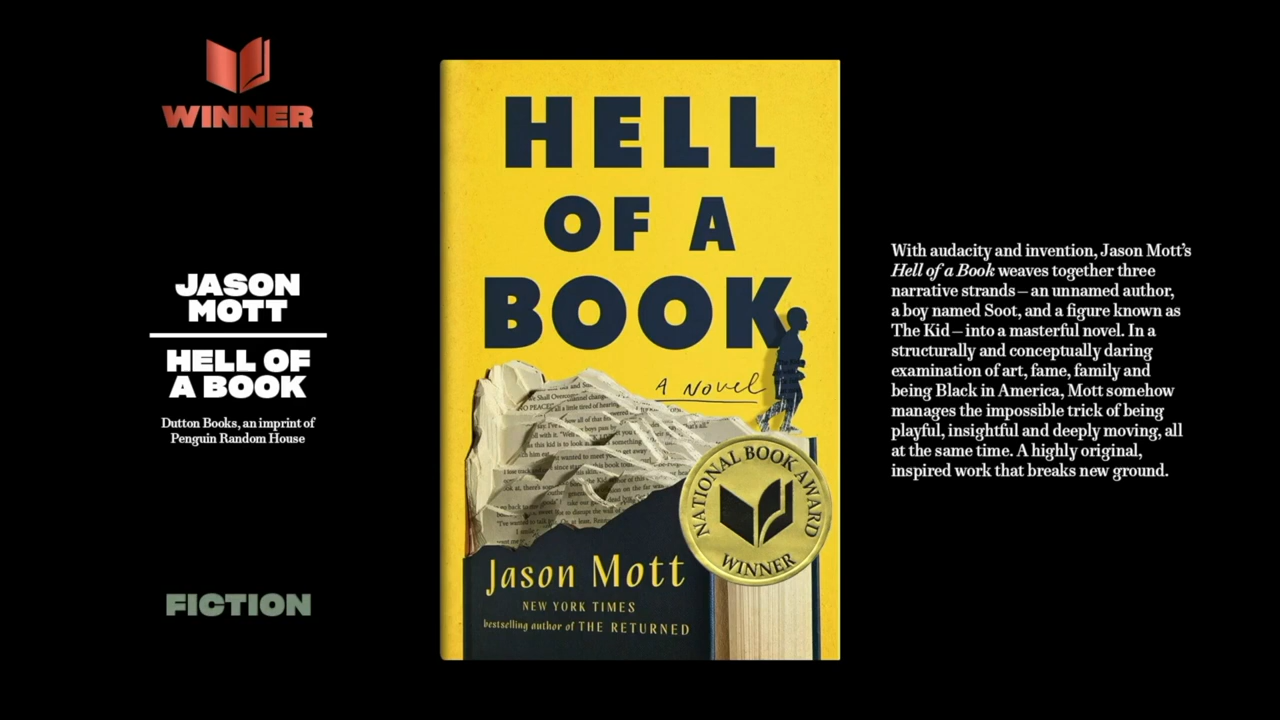 WINNER
JASON
MOTT
HELL OF
A BOOK
Dutton Books, an imprint of
Penguin Random House
FICTION
HELL
OF A
BOOK
A Novel
We Shall Overcome
NO PEACE!
NATIONAL BOOK AWARD
WINNER
Jason Mott
NEW YORK TIMES
bestselling author of THE RETURNED
With audacity and invention, Jason Mott’s
Hell of a Book weaves together three
narrative strands – an unnamed author,
a boy named Soot, and a figure known as
The Kid – into a masterful novel. In a
structurally and conceptually daring
examination of art, fame, family and
being Black in America, Mott somehow
manages the impossible trick of being
playful, insightful and deeply moving, all
at the same time. A highly original,
inspired work that breaks new ground.